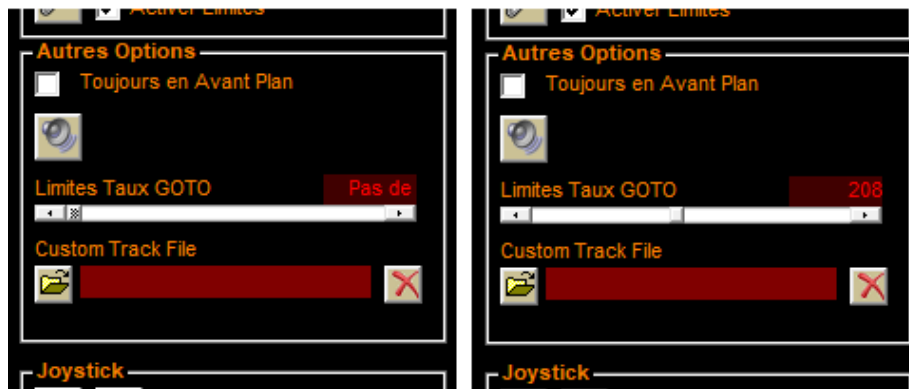 Activer Limites
Autres Options
Toujours en Avant Plan
Limites Taux GOTO Pas de
Custom Track File
Joystick
Activer Limites
Autres Options
Toujours en Avant Plan
Limites Taux GOTO 208
Custom Track File
Joystick